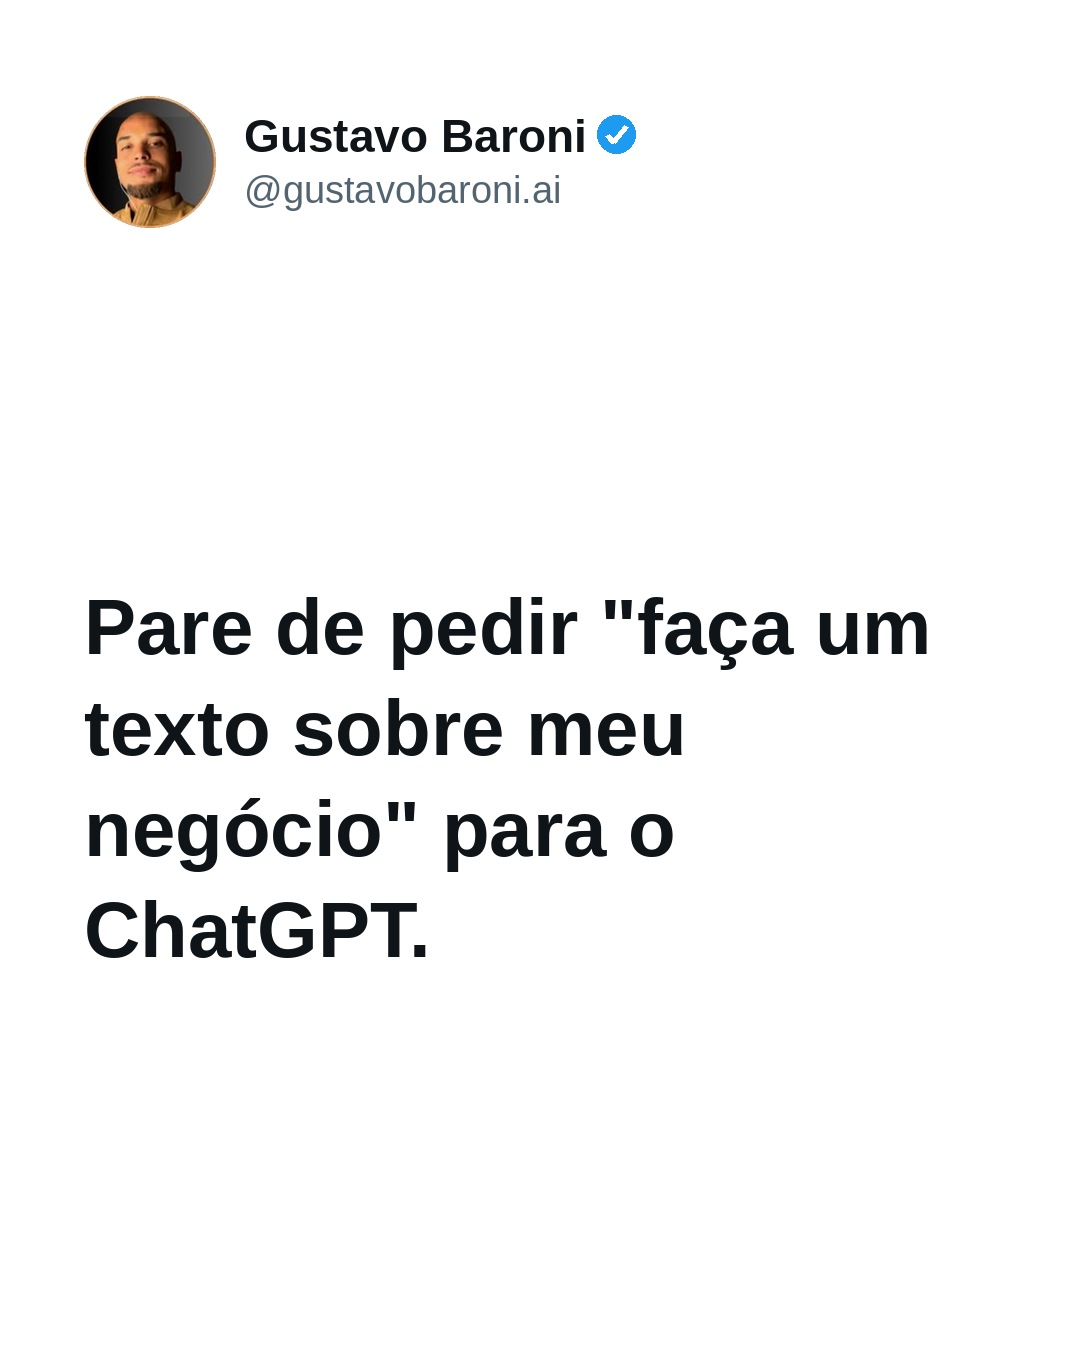 Gustavo Baroni
@gustavobaroni.ai
Pare de pedir "faça um
texto sobre meu
negócio" para o
ChatGPT.